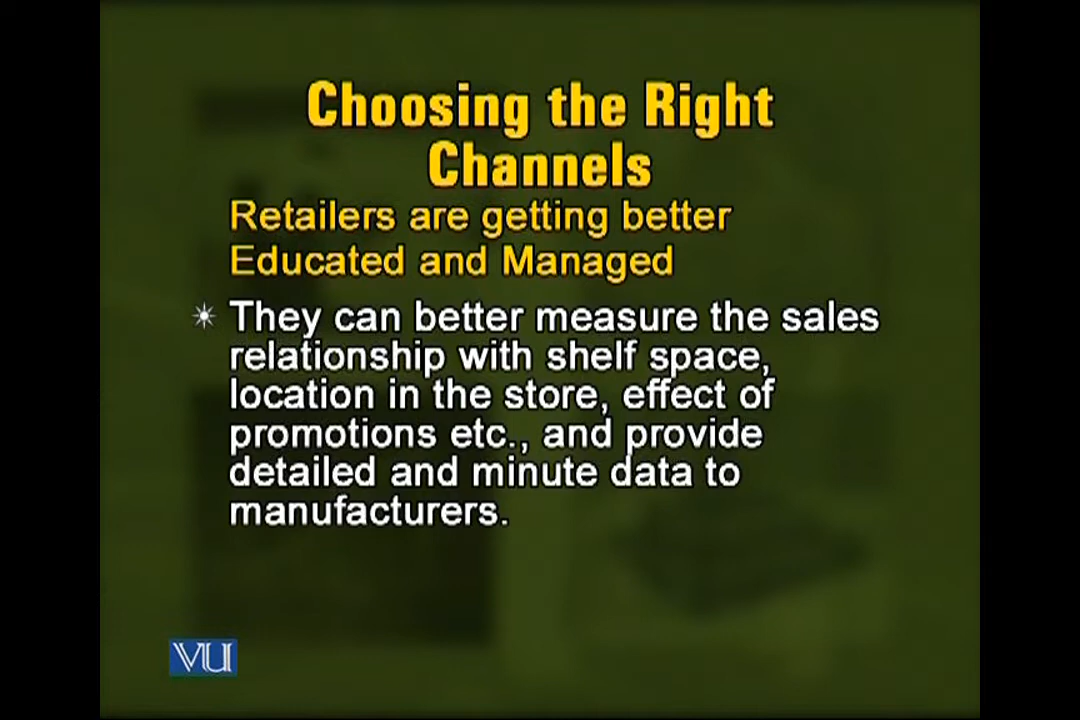 Choosing the Right
Channels
Retailers are getting better
Educated and Managed
They can better measure the sales
relationship with shelf space,
location in the store, effect of
promotions etc., and provide
detailed and minute data to
manufacturers.
VU